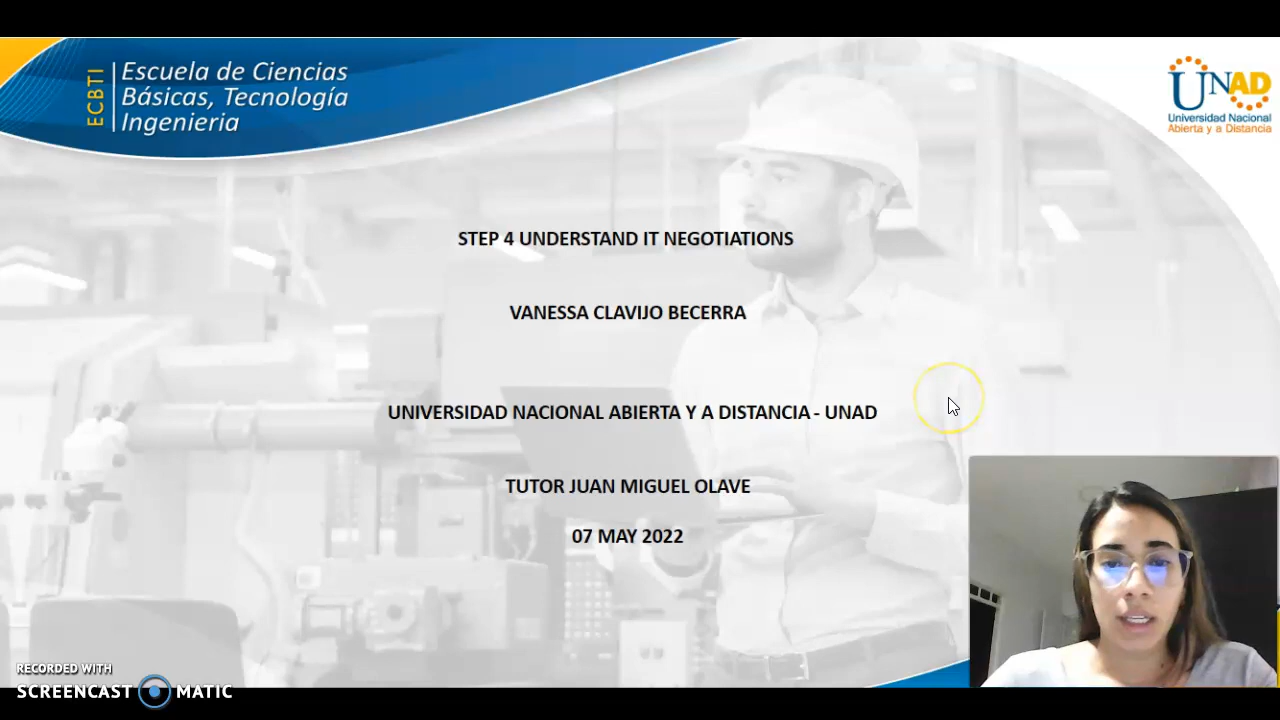 ECBTI
Escuela de Ciencias
Básicas, Tecnología
Ingenieria
UNAD
Universidad Nacional
Abierta y a Distancia
STEP 4 UNDERSTAND IT NEGOTIATIONS
VANESSA CLAVIJO BECERRA
UNIVERSIDAD NACIONAL ABIERTA Y A DISTANCIA - UNAD
TUTOR JUAN MIGUEL OLAVE
07 MAY 2022
RECORDED WITH
SCREENCAST MATIC